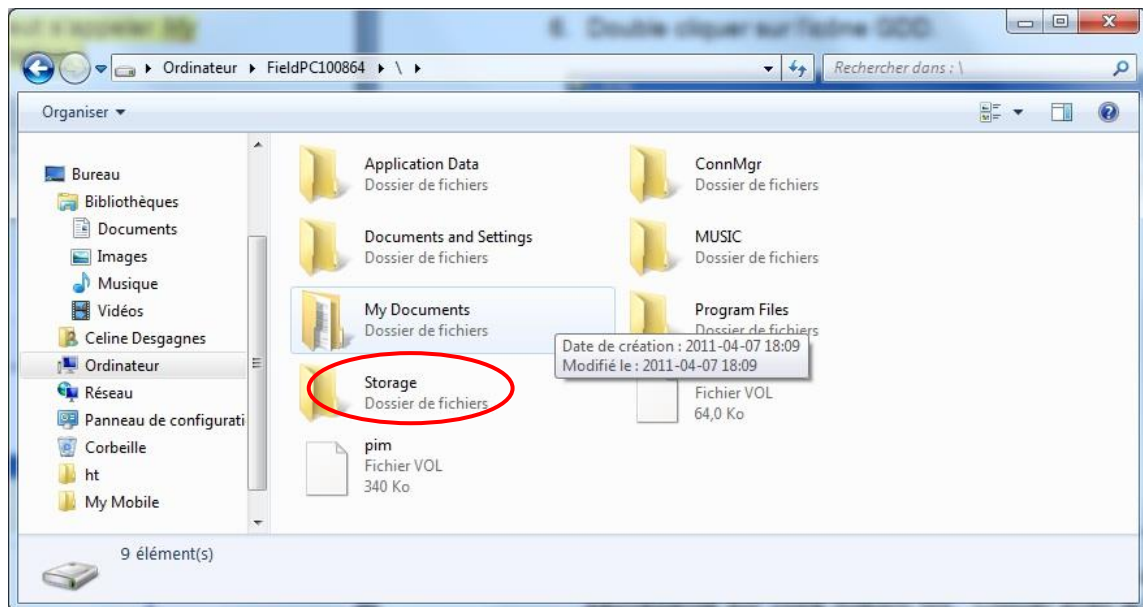 6. Double cliquer sur l'icône GDD.
Ordinateur FieldPC100864 \
Rechercher dans : \
Organiser
Bureau
Bibliothèques
Documents
Images
Musique
Vidéos
Celine Desgagnes
Ordinateur
Réseau
Panneau de configurati
Corbeille
ht
My Mobile
Application Data
Dossier de fichiers
ConnMgr
Dossier de fichiers
Documents and Settings
Dossier de fichiers
MUSIC
Dossier de fichiers
My Documents
Dossier de fichiers
Program Files
Dossier de fichiers
Date de création : 2011-04-07 18:09
Modifié le : 2011-04-07 18:09
Storage
Dossier de fichiers
Fichier VOL
64,0 Ko
pim
Fichier VOL
340 Ko
9 élément(s)